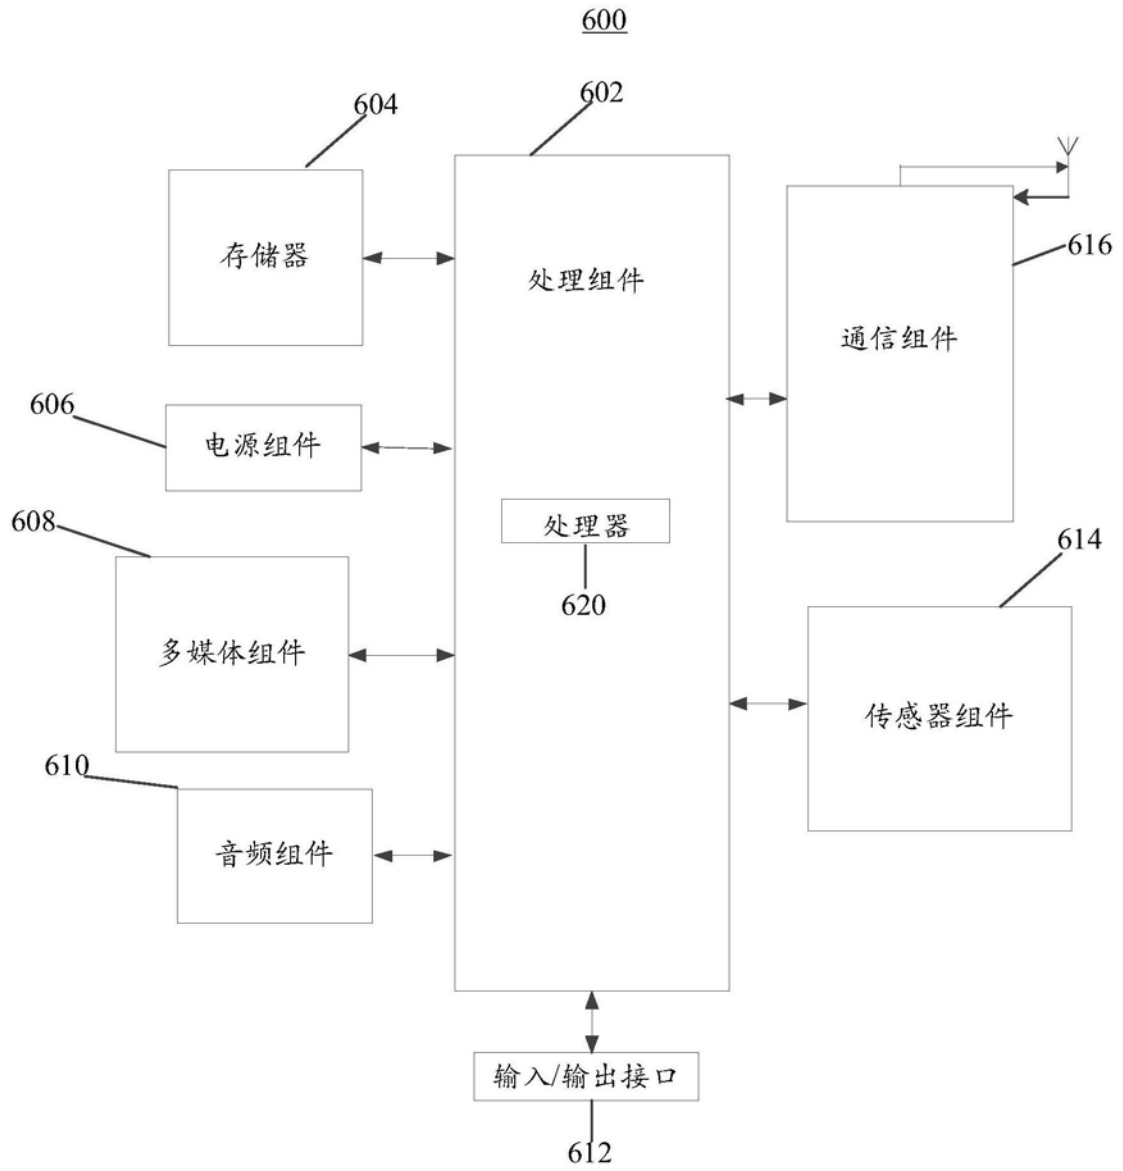 600
602
604
存储器
处理组件
616
通信组件
606
电源组件
608
处理器
620
614
多媒体组件
传感器组件
610
音频组件
输入/输出接口
612